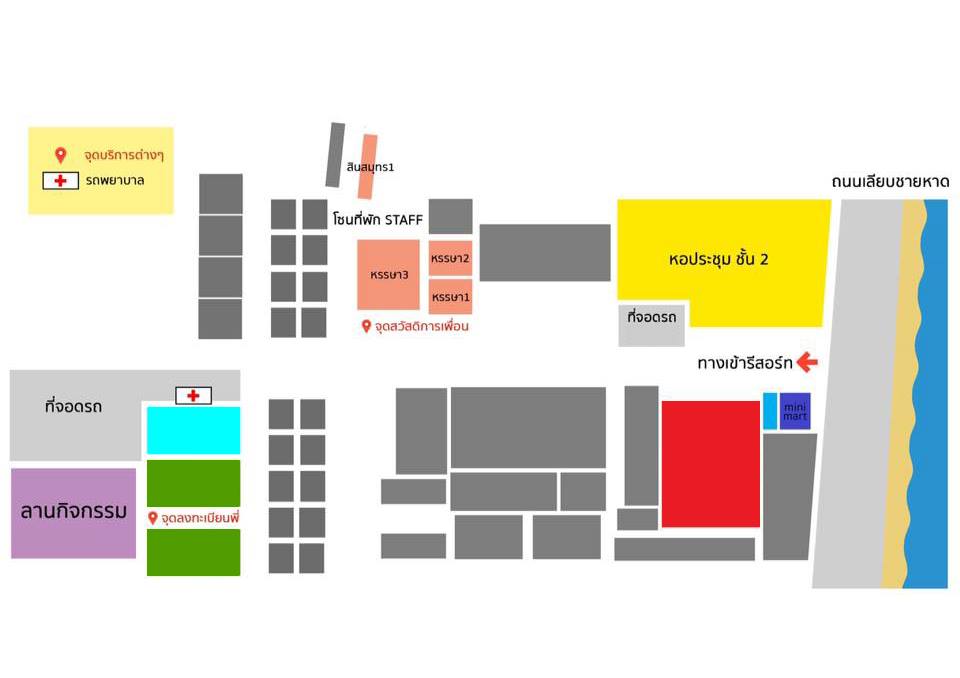 จุดบริการต่างๆ
รถพยาบาล
สินสมุทร1
ถนนเลียบชายหาด
โซนที่พัก STAFF
หรรษา3
หรรษา2
หรรษา1
หอประชุม ชั้น 2
ที่จอดรถ
จุดสวัสดิการเพื่อน
ทางเข้ารีสอร์ท
ที่จอดรถ
mini
mart
ลานกิจกรรม
จุดลงทะเบียนพี่